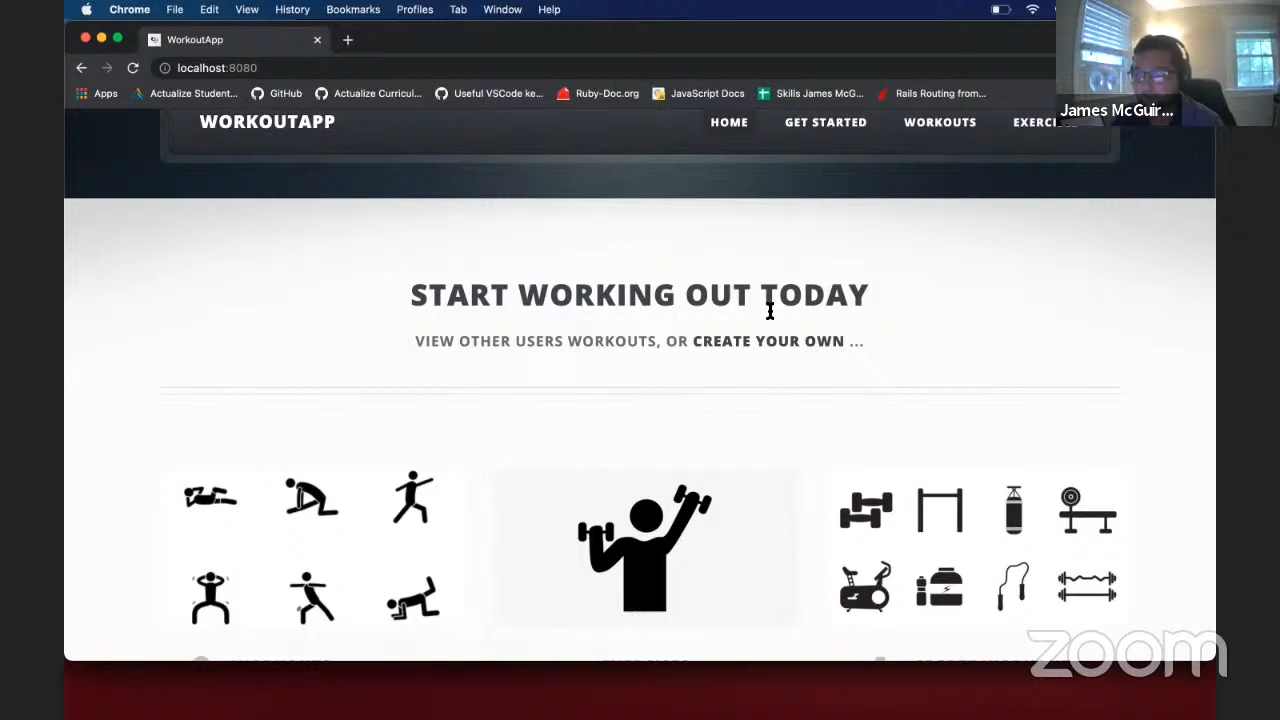 Chrome File Edit View History Bookmarks Profiles Tab Window Help
WorkoutApp
localhost:8080
Apps Actualize Student... GitHub Actualize Curricul... Useful VSCode ke... Ruby-Doc.org JavaScript Docs Skills James McG... Rails Routing from...
James McGuir...
WORKOUTAPP HOME GET STARTED WORKOUTS
START WORKING OUT TODAY
VIEW OTHER USERS WORKOUTS, OR CREATE YOUR OWN ...
zoom